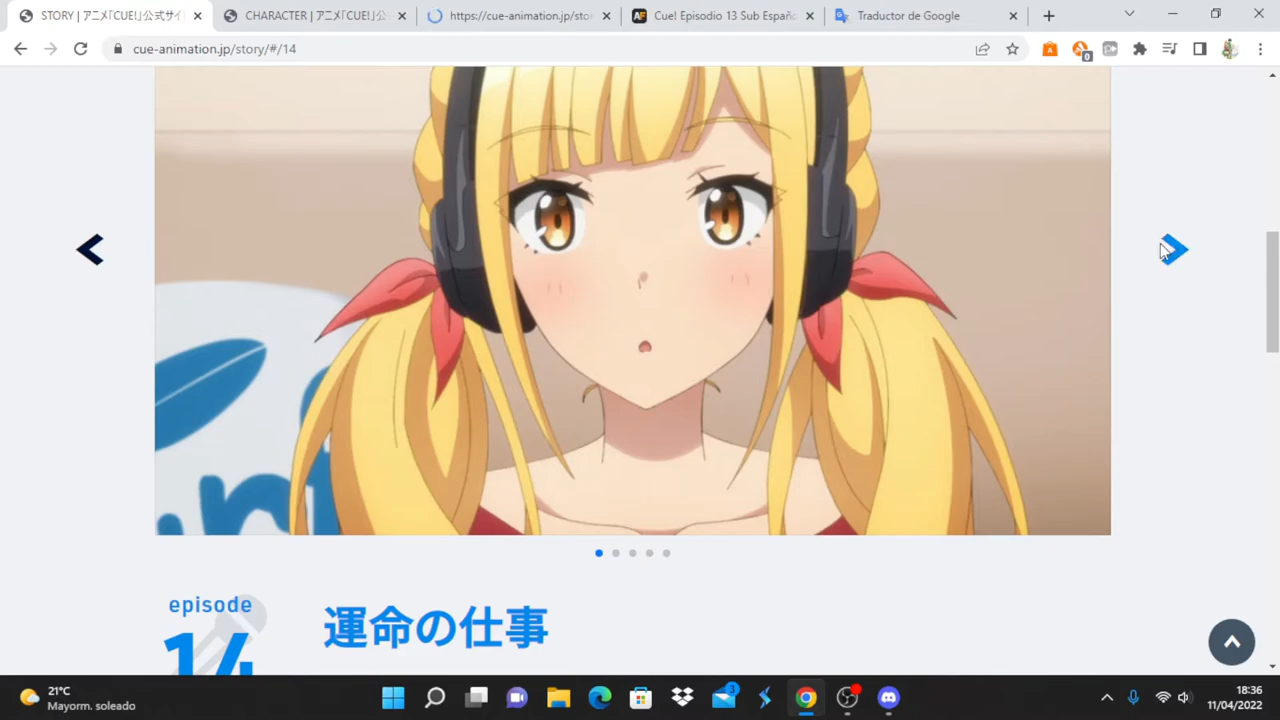 STORY | アニメ「CUE!」公式サイ
CHARACTER | アニメ「CUE!」公
https://cue-animation.jp/stor
Cue! Episodio 13 Sub Españo
Traductor de Google
cue-animation.jp/story/#/14
0
episode
14
運命の仕事
21°C
Mayorm. soleado
3
18:36
11/04/2022